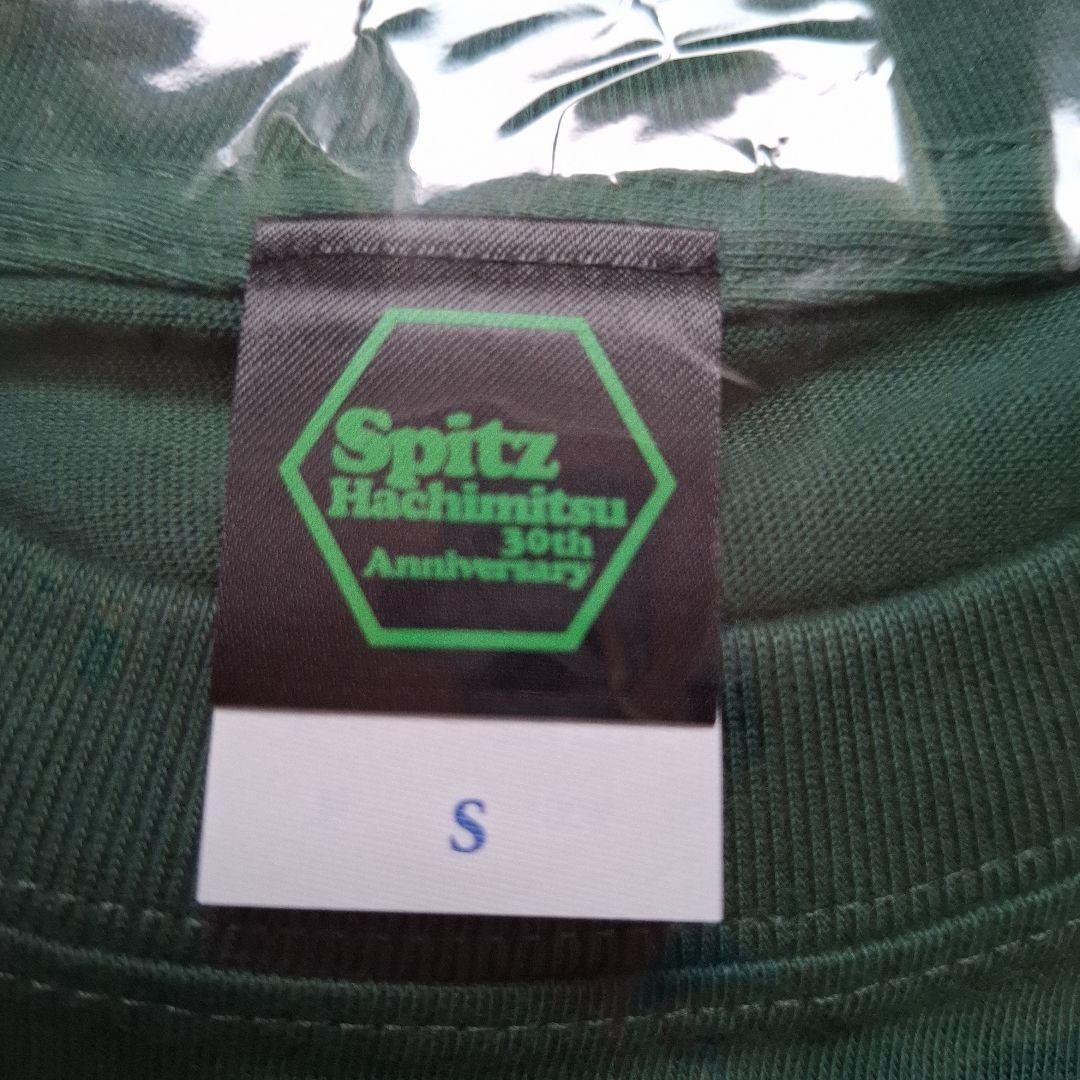 Spitz
Hachimitsu
30th
Anniversary
S